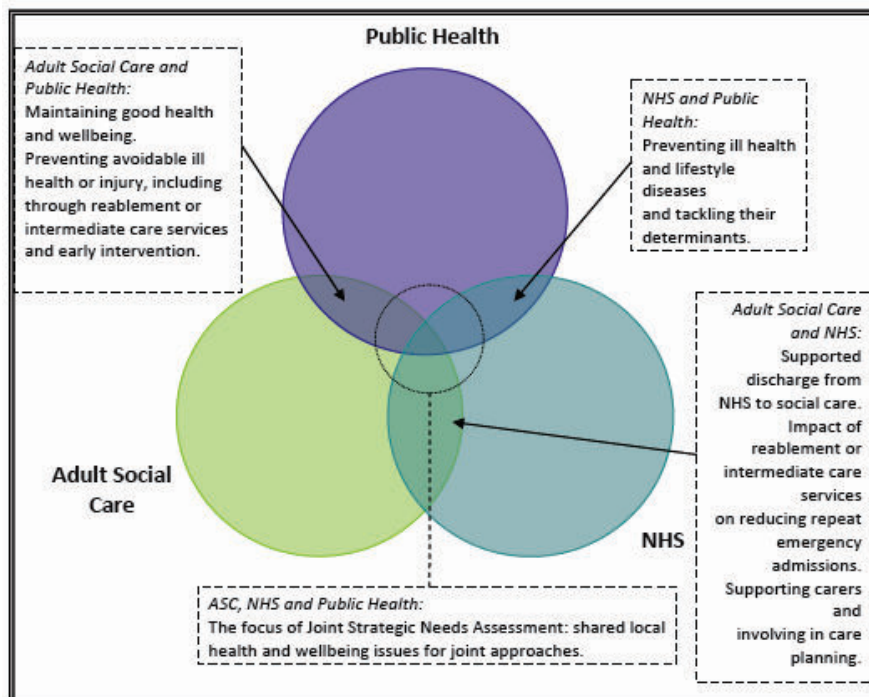 Public Health
Adult Social Care and
Public Health:
Maintaining good health
and wellbeing.
Preventing avoidable ill
health or injury, including
through reablement or
intermediate care services
and early intervention.
NHS and Public
Health:
Preventing ill health
and lifestyle
diseases
and tackling their
determinants.
Adult Social Care
and NHS:
Supported
discharge from
NHS to social care.
Impact of
reablement or
intermediate care
services
on reducing repeat
emergency
admissions.
Supporting carers
and
involving in care
planning.
Adult Social
Care
NHS
ASC, NHS and Public Health:
The focus of Joint Strategic Needs Assessment: shared local
health and wellbeing issues for joint approaches.